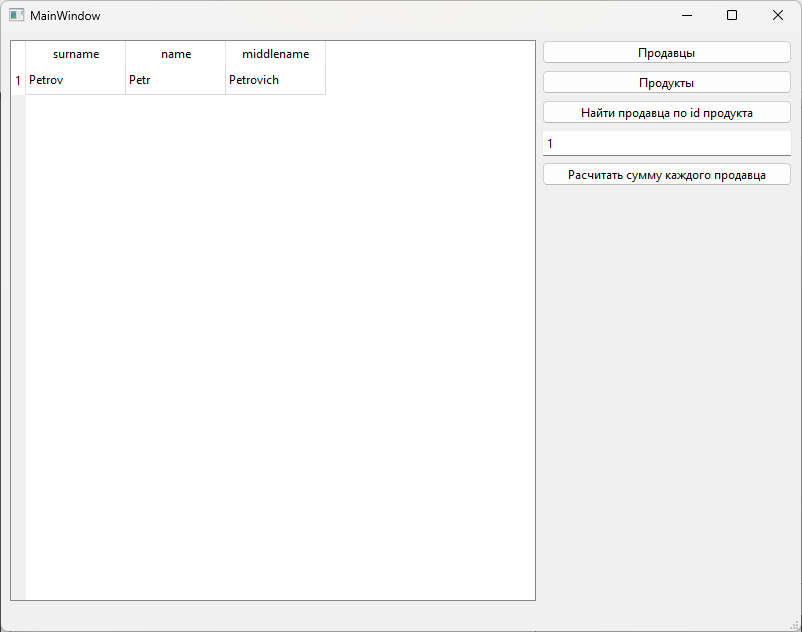 MainWindow
surname name middlename
1 Petrov Petr Petrovich
Продавцы
Продукты
Найти продавца по id продукта
1
Расчитать сумму каждого продавца